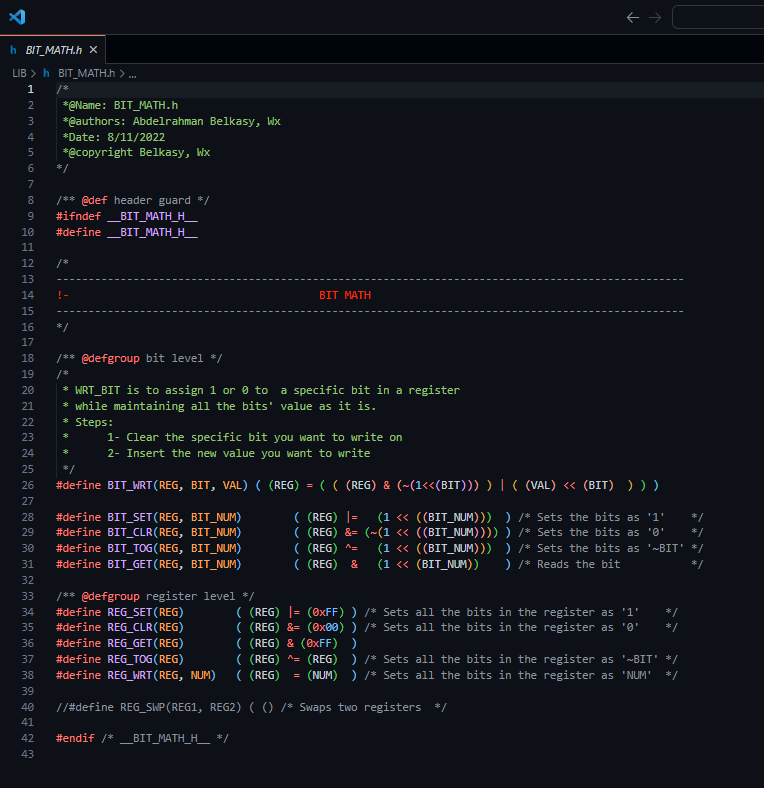 BIT_MATH.h
LIB > BIT_MATH.h > ...
1 /*
2 *@Name: BIT_MATH.h
3 *@authors: Abdelrahman Belkasy, Wx
4 *Date: 8/11/2022
5 *@copyright Belkasy, Wx
6 */
7
8 /** @def header guard */
9 #ifndef __BIT_MATH_H__
10 #define __BIT_MATH_H__
11
12 /*
13 ------------------------------------------------------------------------------------------------
14 !- BIT MATH
15 ------------------------------------------------------------------------------------------------
16 */
17
18 /** @defgroup bit level */
19 /*
20 * WRT_BIT is to assign 1 or 0 to  a specific bit in a register
21 * while maintaining all the bits' value as it is.
22 * Steps:
23 *      1- Clear the specific bit you want to write on
24 *      2- Insert the new value you want to write
25 */
26 #define BIT_WRT(REG, BIT, VAL) ( (REG) = ( ( (REG) & (~(1<<(BIT))) ) | ( (VAL) << (BIT)  ) ) )
27
28 #define BIT_SET(REG, BIT_NUM)        ( (REG) |=   (1 << ((BIT_NUM)))  ) /* Sets the bits as '1'    */
29 #define BIT_CLR(REG, BIT_NUM)        ( (REG) &= (~(1 << ((BIT_NUM)))) ) /* Sets the bits as '0'    */
30 #define BIT_TOG(REG, BIT_NUM)        ( (REG) ^=   (1 << ((BIT_NUM)))  ) /* Sets the bits as '~BIT' */
31 #define BIT_GET(REG, BIT_NUM)        ( (REG)  &   (1 << (BIT_NUM))    ) /* Reads the bit           */
32
33 /** @defgroup register level */
34 #define REG_SET(REG)        ( (REG) |= (0xFF) ) /* Sets all the bits in the register as '1'    */
35 #define REG_CLR(REG)        ( (REG) &= (0x00) ) /* Sets all the bits in the register as '0'    */
36 #define REG_GET(REG)        ( (REG) & (0xFF)  )
37 #define REG_TOG(REG)        ( (REG) ^= (REG)  ) /* Sets all the bits in the register as '~BIT' */
38 #define REG_WRT(REG, NUM)   ( (REG)  = (NUM)  ) /* Sets all the bits in the register as 'NUM'  */
39
40 //#define REG_SWP(REG1, REG2) ( () /* Swaps two registers  */
41
42 #endif /* __BIT_MATH_H__ */
43